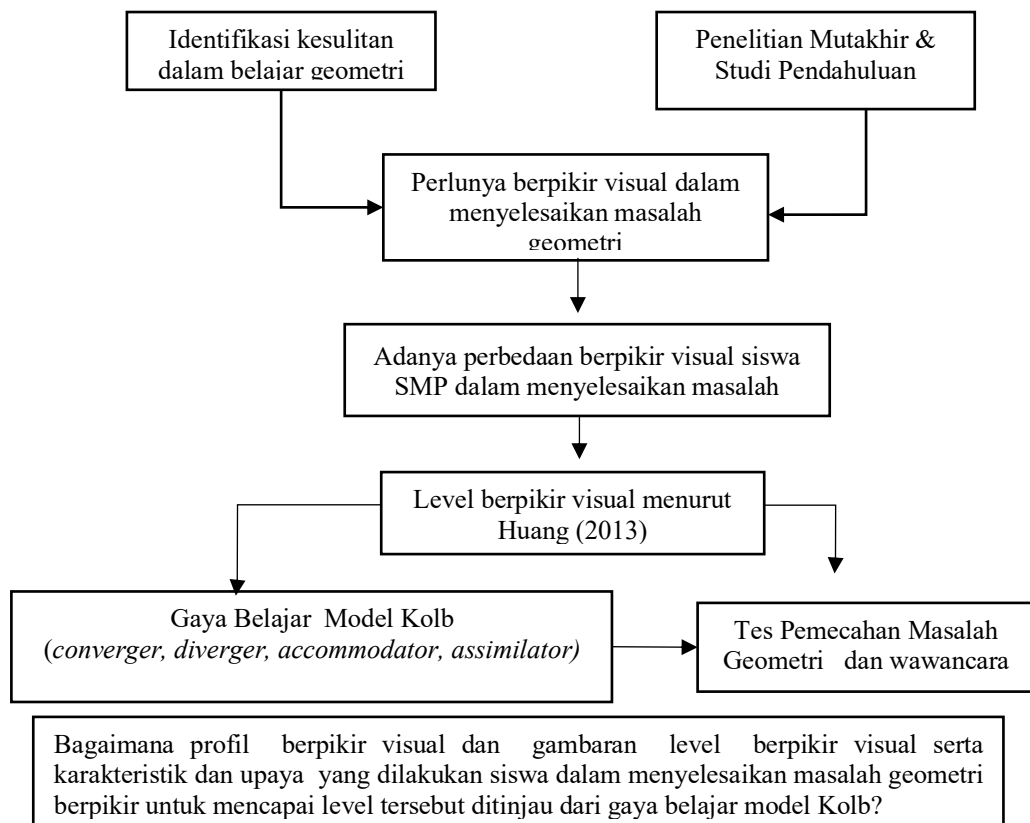 Identifikasi kesulitan
dalam belajar geometri
Penelitian Mutakhir &
Studi Pendahuluan
Perlunya berpikir visual dalam
menyelesaikan masalah
geometri
Adanya perbedaan berpikir visual siswa
SMP dalam menyelesaikan masalah
Level berpikir visual menurut
Huang (2013)
Gaya Belajar Model Kolb
(converger, diverger, accommodator, assimilator)
Tes Pemecahan Masalah
Geometri dan wawancara
Bagaimana profil berpikir visual dan gambaran level berpikir visual serta
karakteristik dan upaya yang dilakukan siswa dalam menyelesaikan masalah geometri
berpikir untuk mencapai level tersebut ditinjau dari gaya belajar model Kolb?